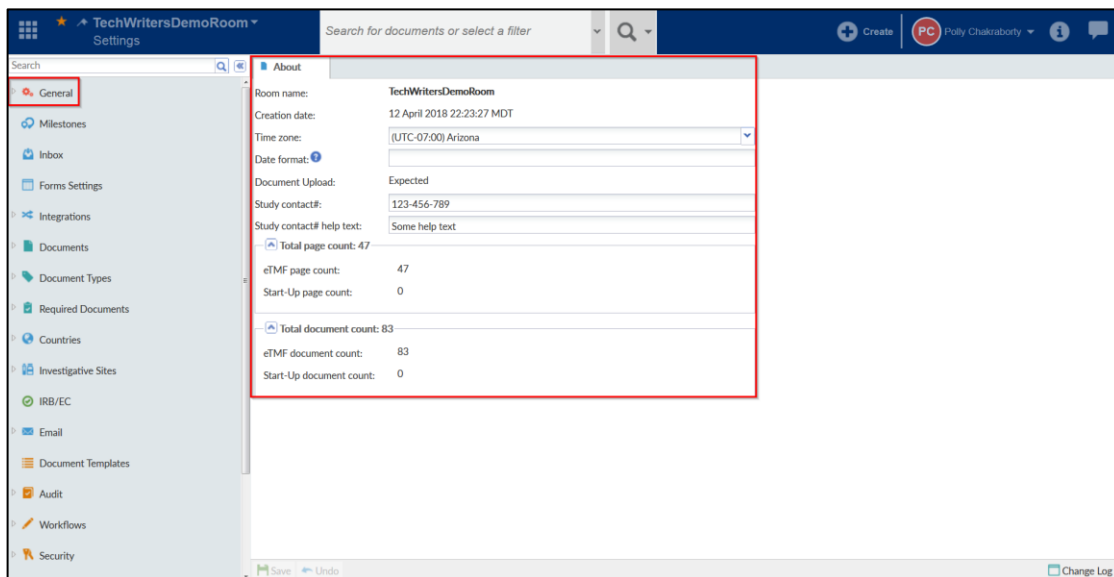 TechWritersDemoRoom
Settings
Search for documents or select a filter
Create
PC
Polly Chakraborty
Search
General
Milestones
Inbox
Forms Settings
Integrations
Documents
Document Types
Required Documents
Countries
Investigative Sites
IRB/EC
Email
Document Templates
Audit
Workflows
Security
About
Room name: TechWritersDemoRoom
Creation date: 12 April 2018 22:23:27 MDT
Time zone: (UTC-07:00) Arizona
Date format: ?
Document Upload: Expected
Study contact#: 123-456-789
Study contact# help text: Some help text
Total page count: 47
eTMF page count: 47
Start-Up page count: 0
Total document count: 83
eTMF document count: 83
Start-Up document count: 0
Save Undo
Change Log